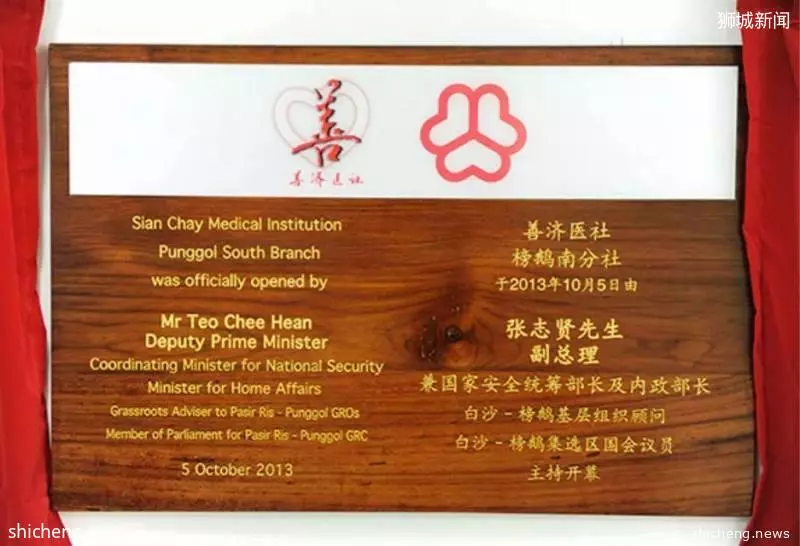 狮城新闻
善
善济医社
Sian Chay Medical Institution
Punggol South Branch
was officially opened by
Mr Teo Chee Hean
Deputy Prime Minister
Coordinating Minister for National Security
Minister for Home Affairs
Grassroots Adviser to Pasir Ris - Punggol GROs
Member of Parliament for Pasir Ris - Punggol GRC
5 October 2013
善济医社
榜鹅南分社
于2013年10月5日由
张志贤先生
副总理
兼国家安全统筹部长及内政部长
白沙－榜鹅基层组织顾问
白沙－榜鹅集选区国会议员
主持开幕
shicheng.news